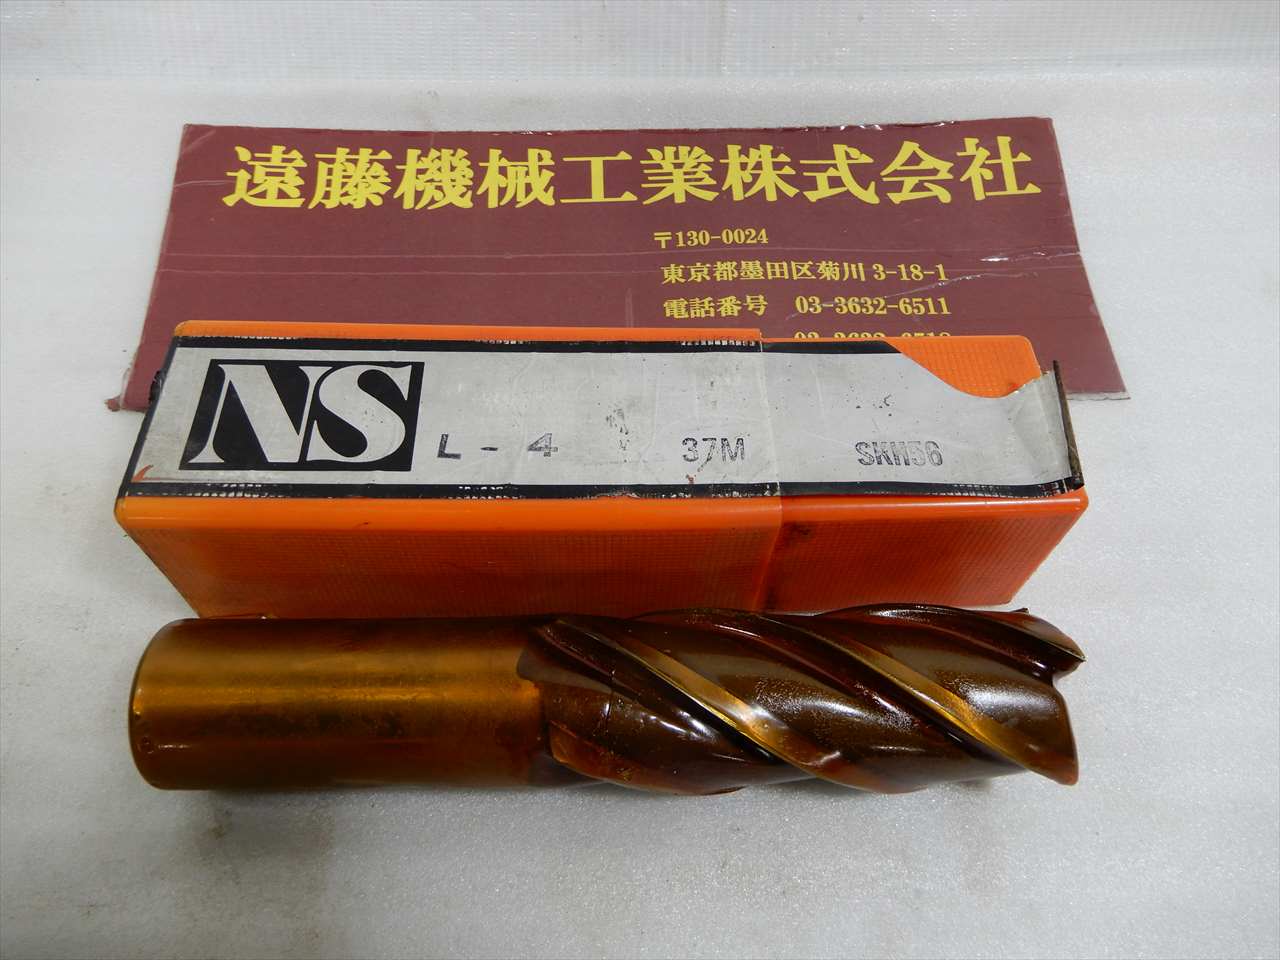 遠藤機械工業株式会社
〒130-0024
東京都墨田区菊川3-18-1
電話番号 03-3632-6511
NS L-4 37M SKH56